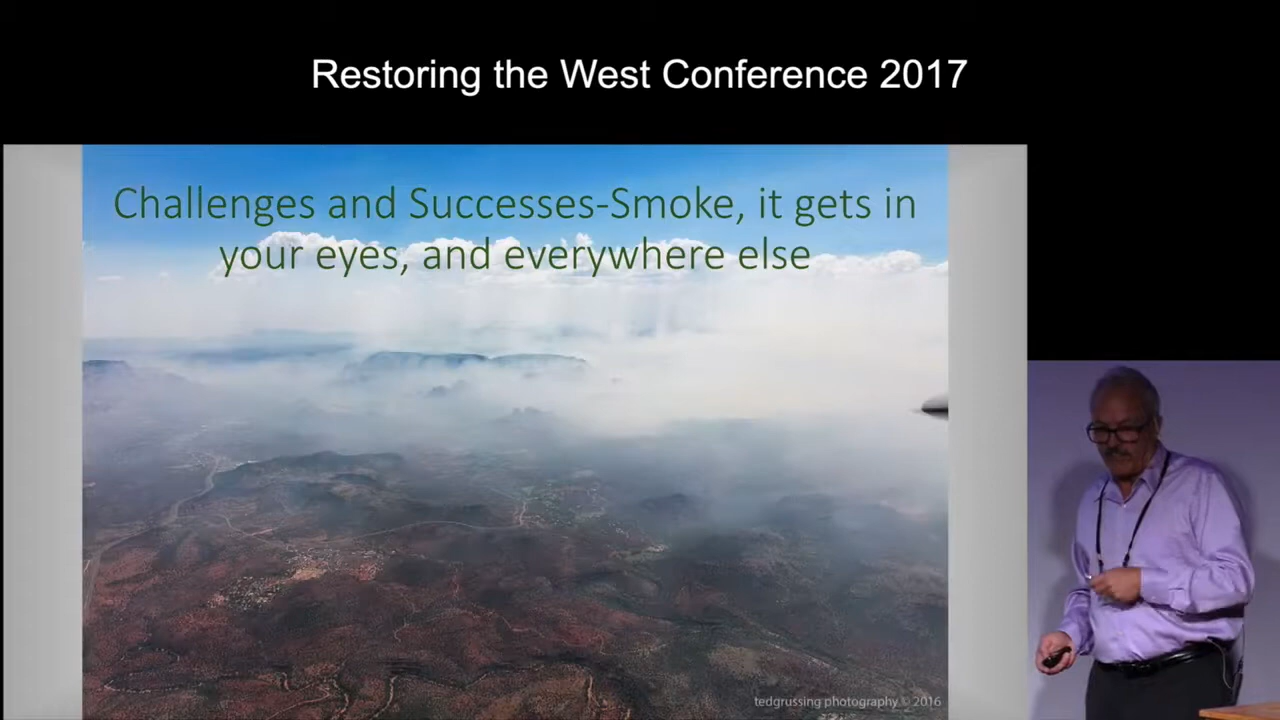 Restoring the West Conference 2017
Challenges and Successes-Smoke, it gets in
your eyes, and everywhere else
tedgrussing photography © 2016